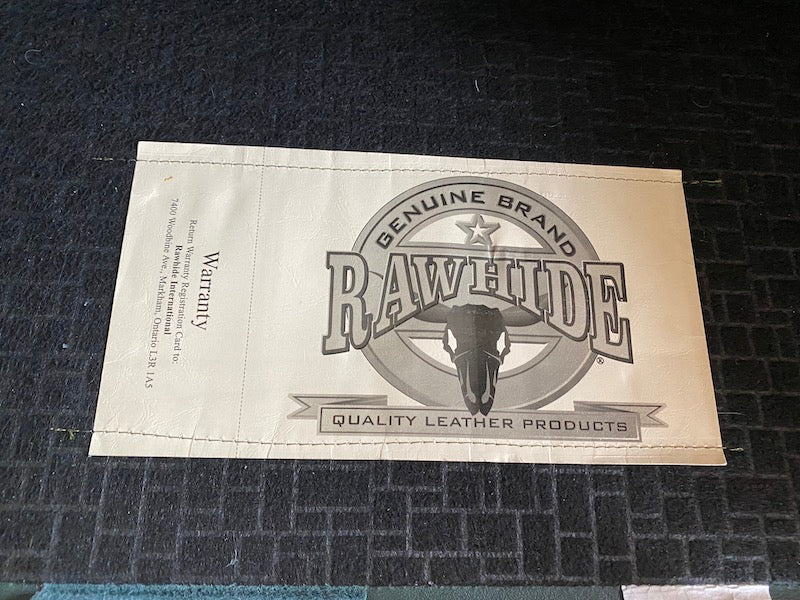 GENUINE BRAND
RAWHIDE®
QUALITY LEATHER PRODUCTS
Warranty
Return Warranty Registration Card to:
Rawhide International
7400 Woodbine Ave., Markham, Ontario L3R 1A5